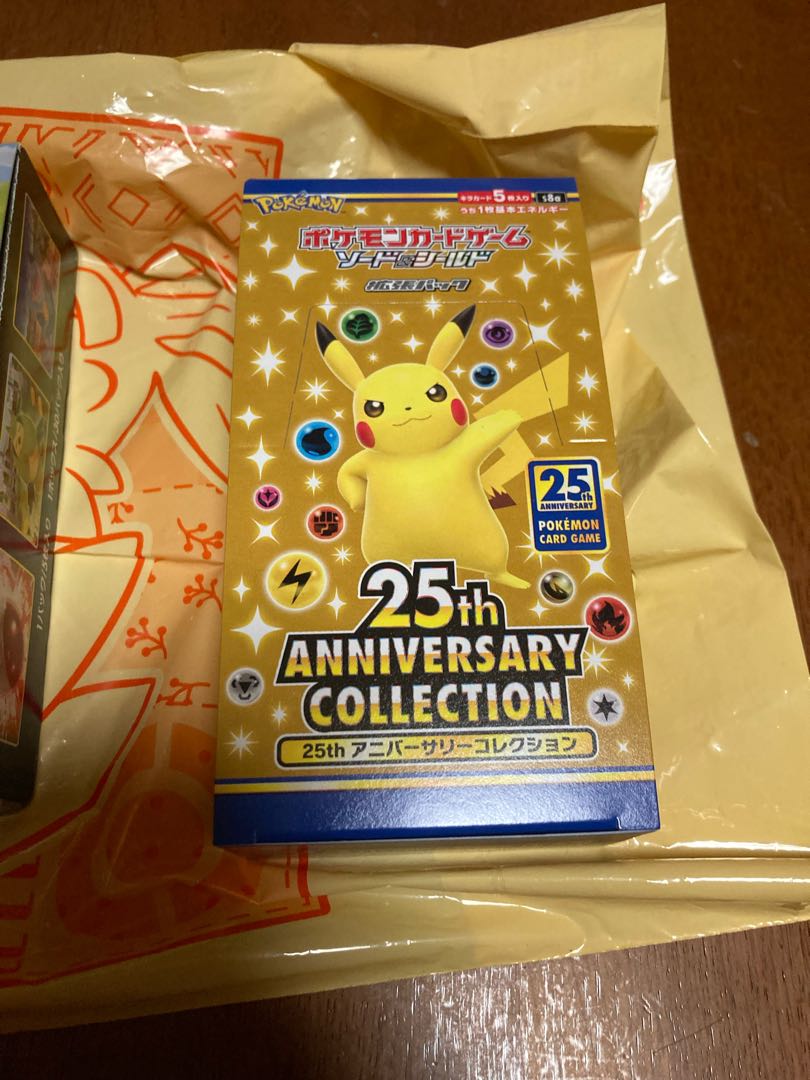 POKéMON
キラカード5枚入り
S8a
うち1枚基本エネルギー
ポケモンカードゲーム
ソード&シールド
拡張パック
25th
ANNIVERSARY
POKÉMON
CARD GAME
25th
ANNIVERSARY
COLLECTION
25th アニバーサリーコレクション